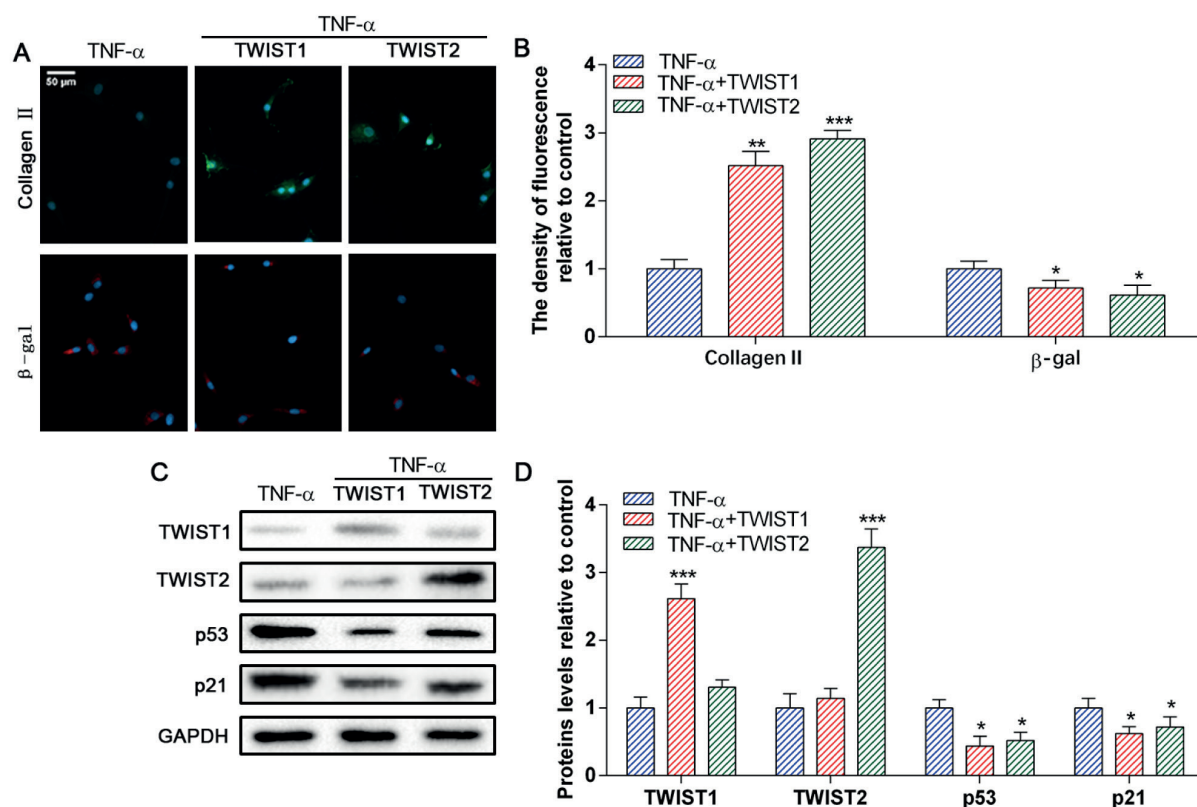 A
TNF-α
TNF-α
TWIST1
TWIST2
50 μm
Collagen II
β-gal
B
The density of fluorescence
relative to control
TNF-α
TNF-α+TWIST1
TNF-α+TWIST2
4
3
2
1
0
**
***
*
*
Collagen II
β-gal
C
TNF-α
TNF-α
TWIST1
TWIST2
TWIST1
TWIST2
p53
p21
GAPDH
D
Proteins levels relative to control
TNF-α
TNF-α+TWIST1
TNF-α+TWIST2
4
3
2
1
0
***
***
*
*
*
*
TWIST1
TWIST2
p53
p21